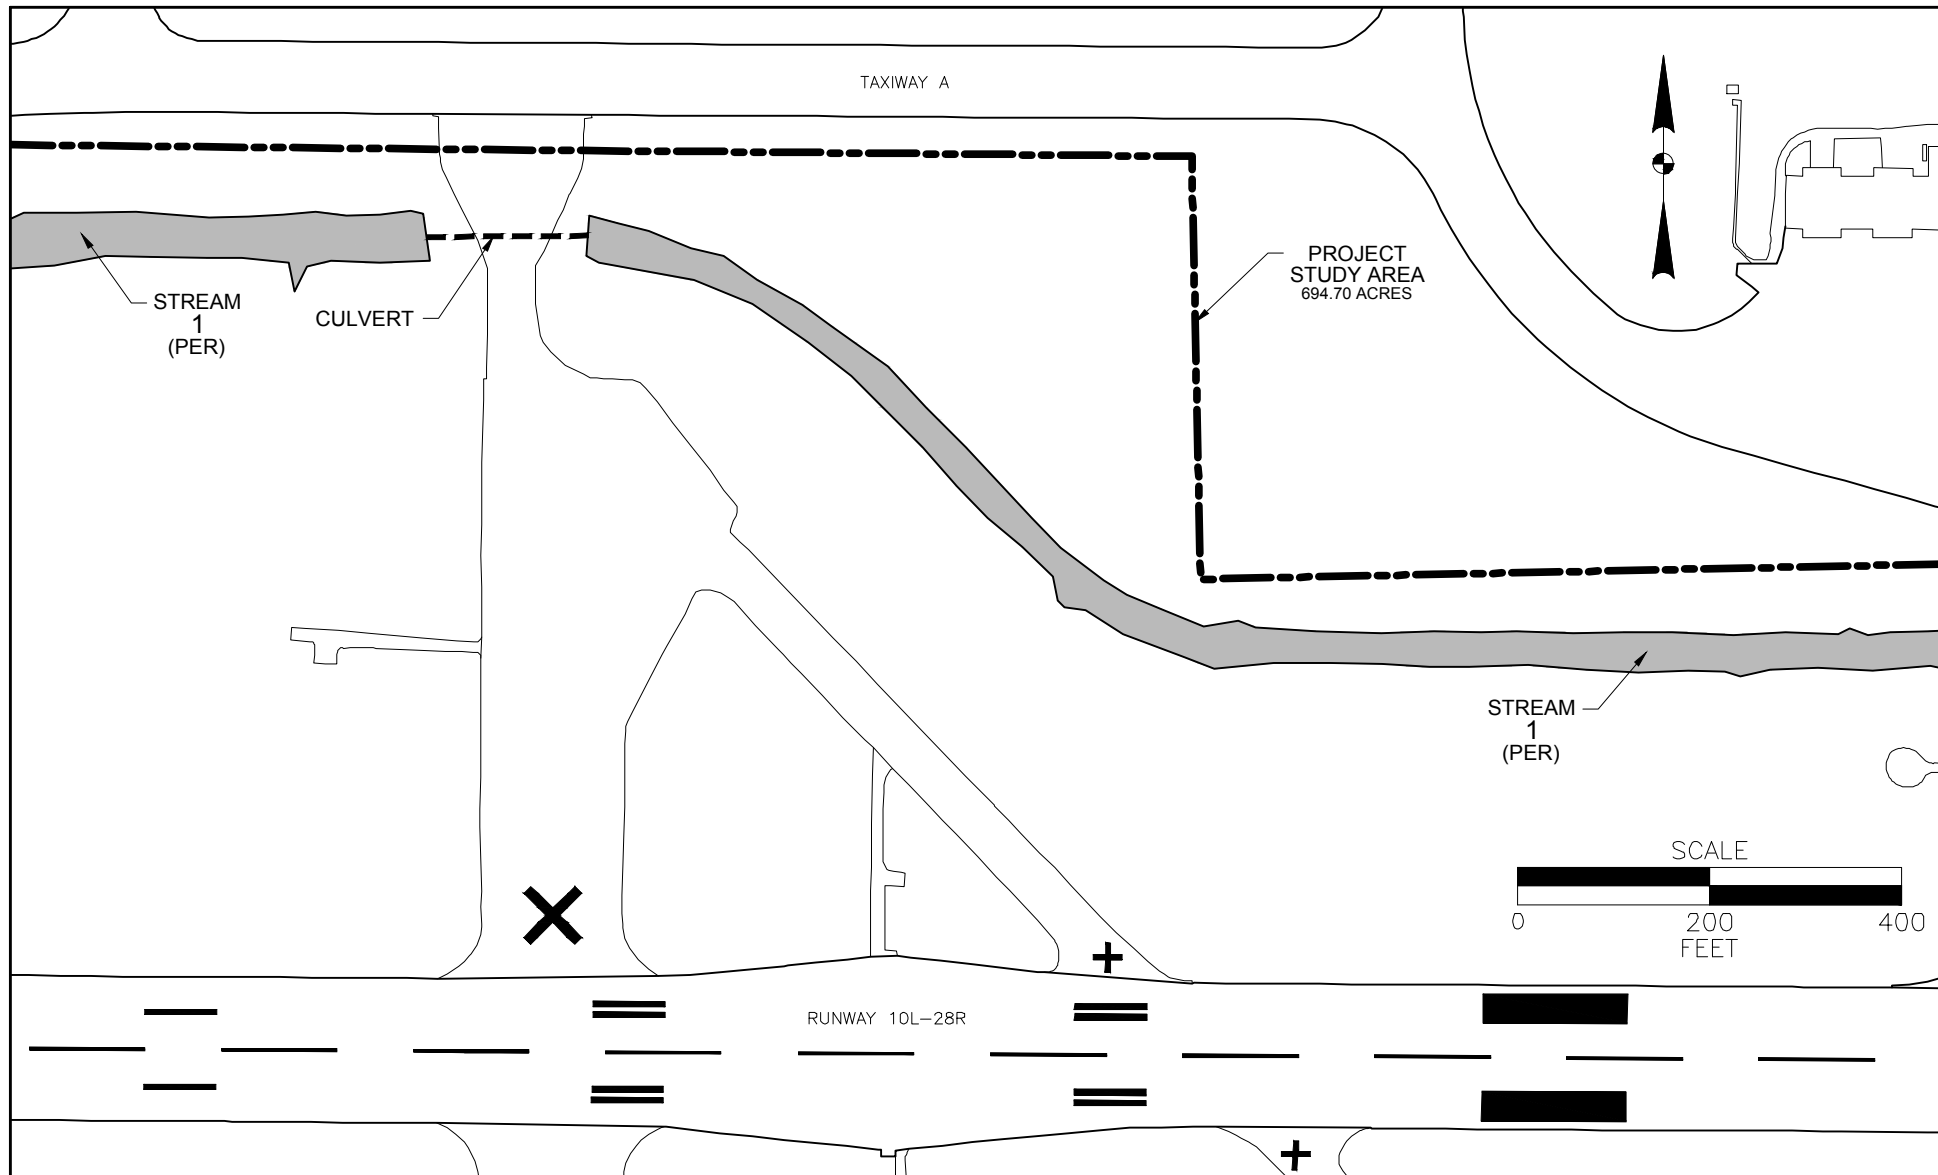 TAXIWAY A
PROJECT
STUDY AREA
694.70 ACRES
STREAM
1
(PER)
CULVERT
STREAM
1
(PER)
SCALE
0 200 400
FEET
RUNWAY 10L-28R